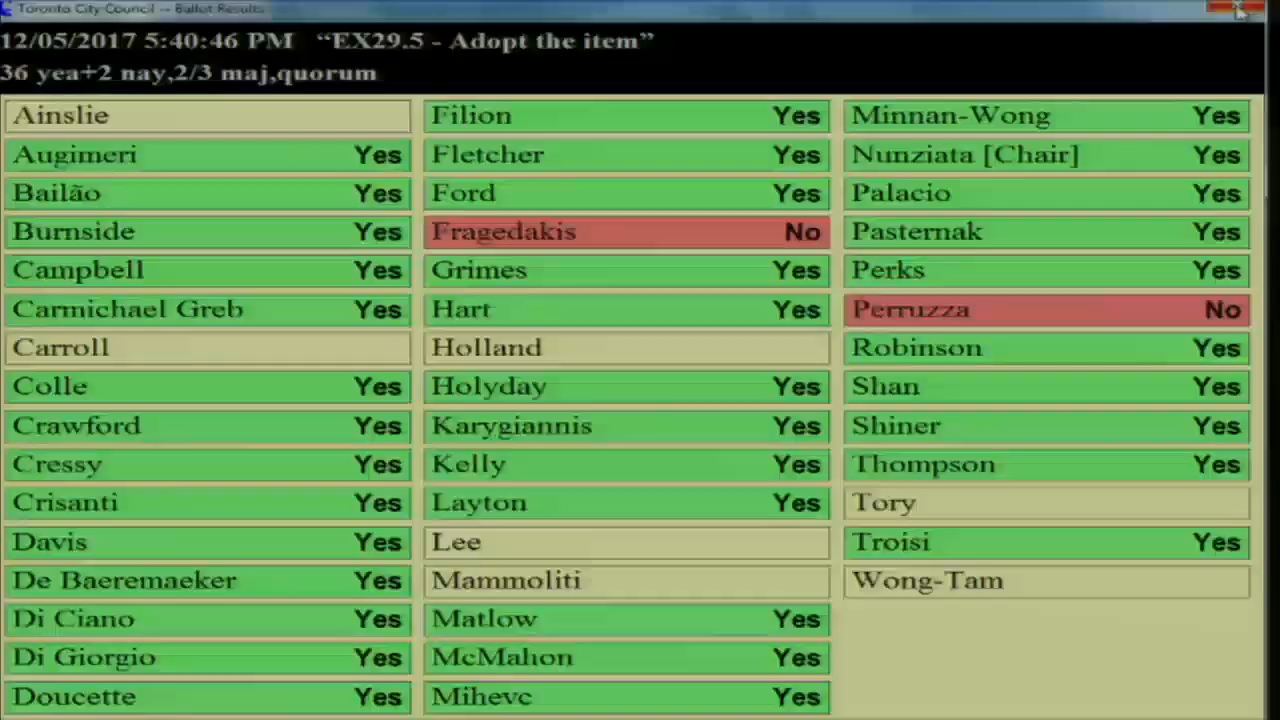 Toronto City Council -- Ballot Results
12/05/2017 5:40:46 PM “EX29.5 - Adopt the item”
36 yea+2 nay,2/3 maj,quorum
Ainslie
Augimeri Yes
Bailão Yes
Burnside Yes
Campbell Yes
Carmichael Greb Yes
Carroll
Colle Yes
Crawford Yes
Cressy Yes
Crisanti Yes
Davis Yes
De Baeremaeker Yes
Di Ciano Yes
Di Giorgio Yes
Doucette Yes
Filion Yes
Fletcher Yes
Ford Yes
Fragedakis No
Grimes Yes
Hart Yes
Holland
Holyday Yes
Karygiannis Yes
Kelly Yes
Layton Yes
Lee
Mammoliti
Matlow Yes
McMahon Yes
Mihevc Yes
Minnan-Wong Yes
Nunziata [Chair] Yes
Palacio Yes
Pasternak Yes
Perks Yes
Perruzza No
Robinson Yes
Shan Yes
Shiner Yes
Thompson Yes
Tory
Troisi Yes
Wong-Tam